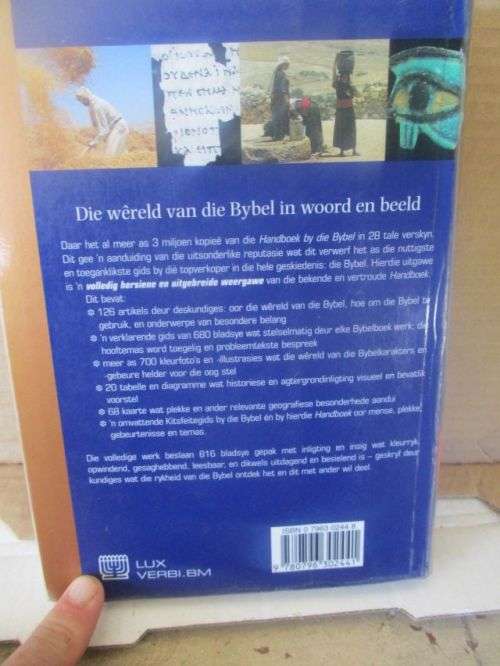 Die wêreld van die Bybel in woord en beeld
Daar het al meer as 3 miljoen kopieë van die Handboek by die Bybel in 28 tale verskyn.
Dit gee 'n aanduiding van die uitsonderlike reputasie wat dit verwerf het as die nuttigste
en toeganklikste gids by die topverkoper in die hele geskiedenis: die Bybel. Hierdie uitgawe
is 'n volledig hersiene en uitgebreide weergawe van die bekende en vertroude Handboek.
Dit bevat:
126 artikels deur deskundiges: oor die wêreld van die Bybel, hoe om die Bybel te
gebruik, en onderwerpe van besondere belang
'n verklarende gids van 680 bladsye wat stelselmatig deur elke Bybelboek werk; die
hooftemas word toegelig en probleemtekste bespreek
meer as 700 kleurfoto's en -illustrasies wat die wêreld van die Bybelkarakters en
-gebeure helder voor die oog stel
20 tabelle en diagramme wat historiese en agtergrondinligting visueel en bevatlik
voorstel
68 kaarte wat plekke en ander relevante geografiese besonderhede aandui
'n omvattende Kitsfeitegids by die Bybel én by hierdie Handboek oor mense, plekke,
gebeurtenisse en temas.
Die volledige werk beslaan 816 bladsye gepak met inligting en insig wat kleurryk,
opwindend, gesaghebbend, leesbaar, en dikwels uitdagend en besielend is – geskryf deur
kundiges wat die rykheid van die Bybel ontdek het en dit met ander wil deel.
ISBN 0 7963 0244 8
9 780796 302441
LUX
VERBI.BM